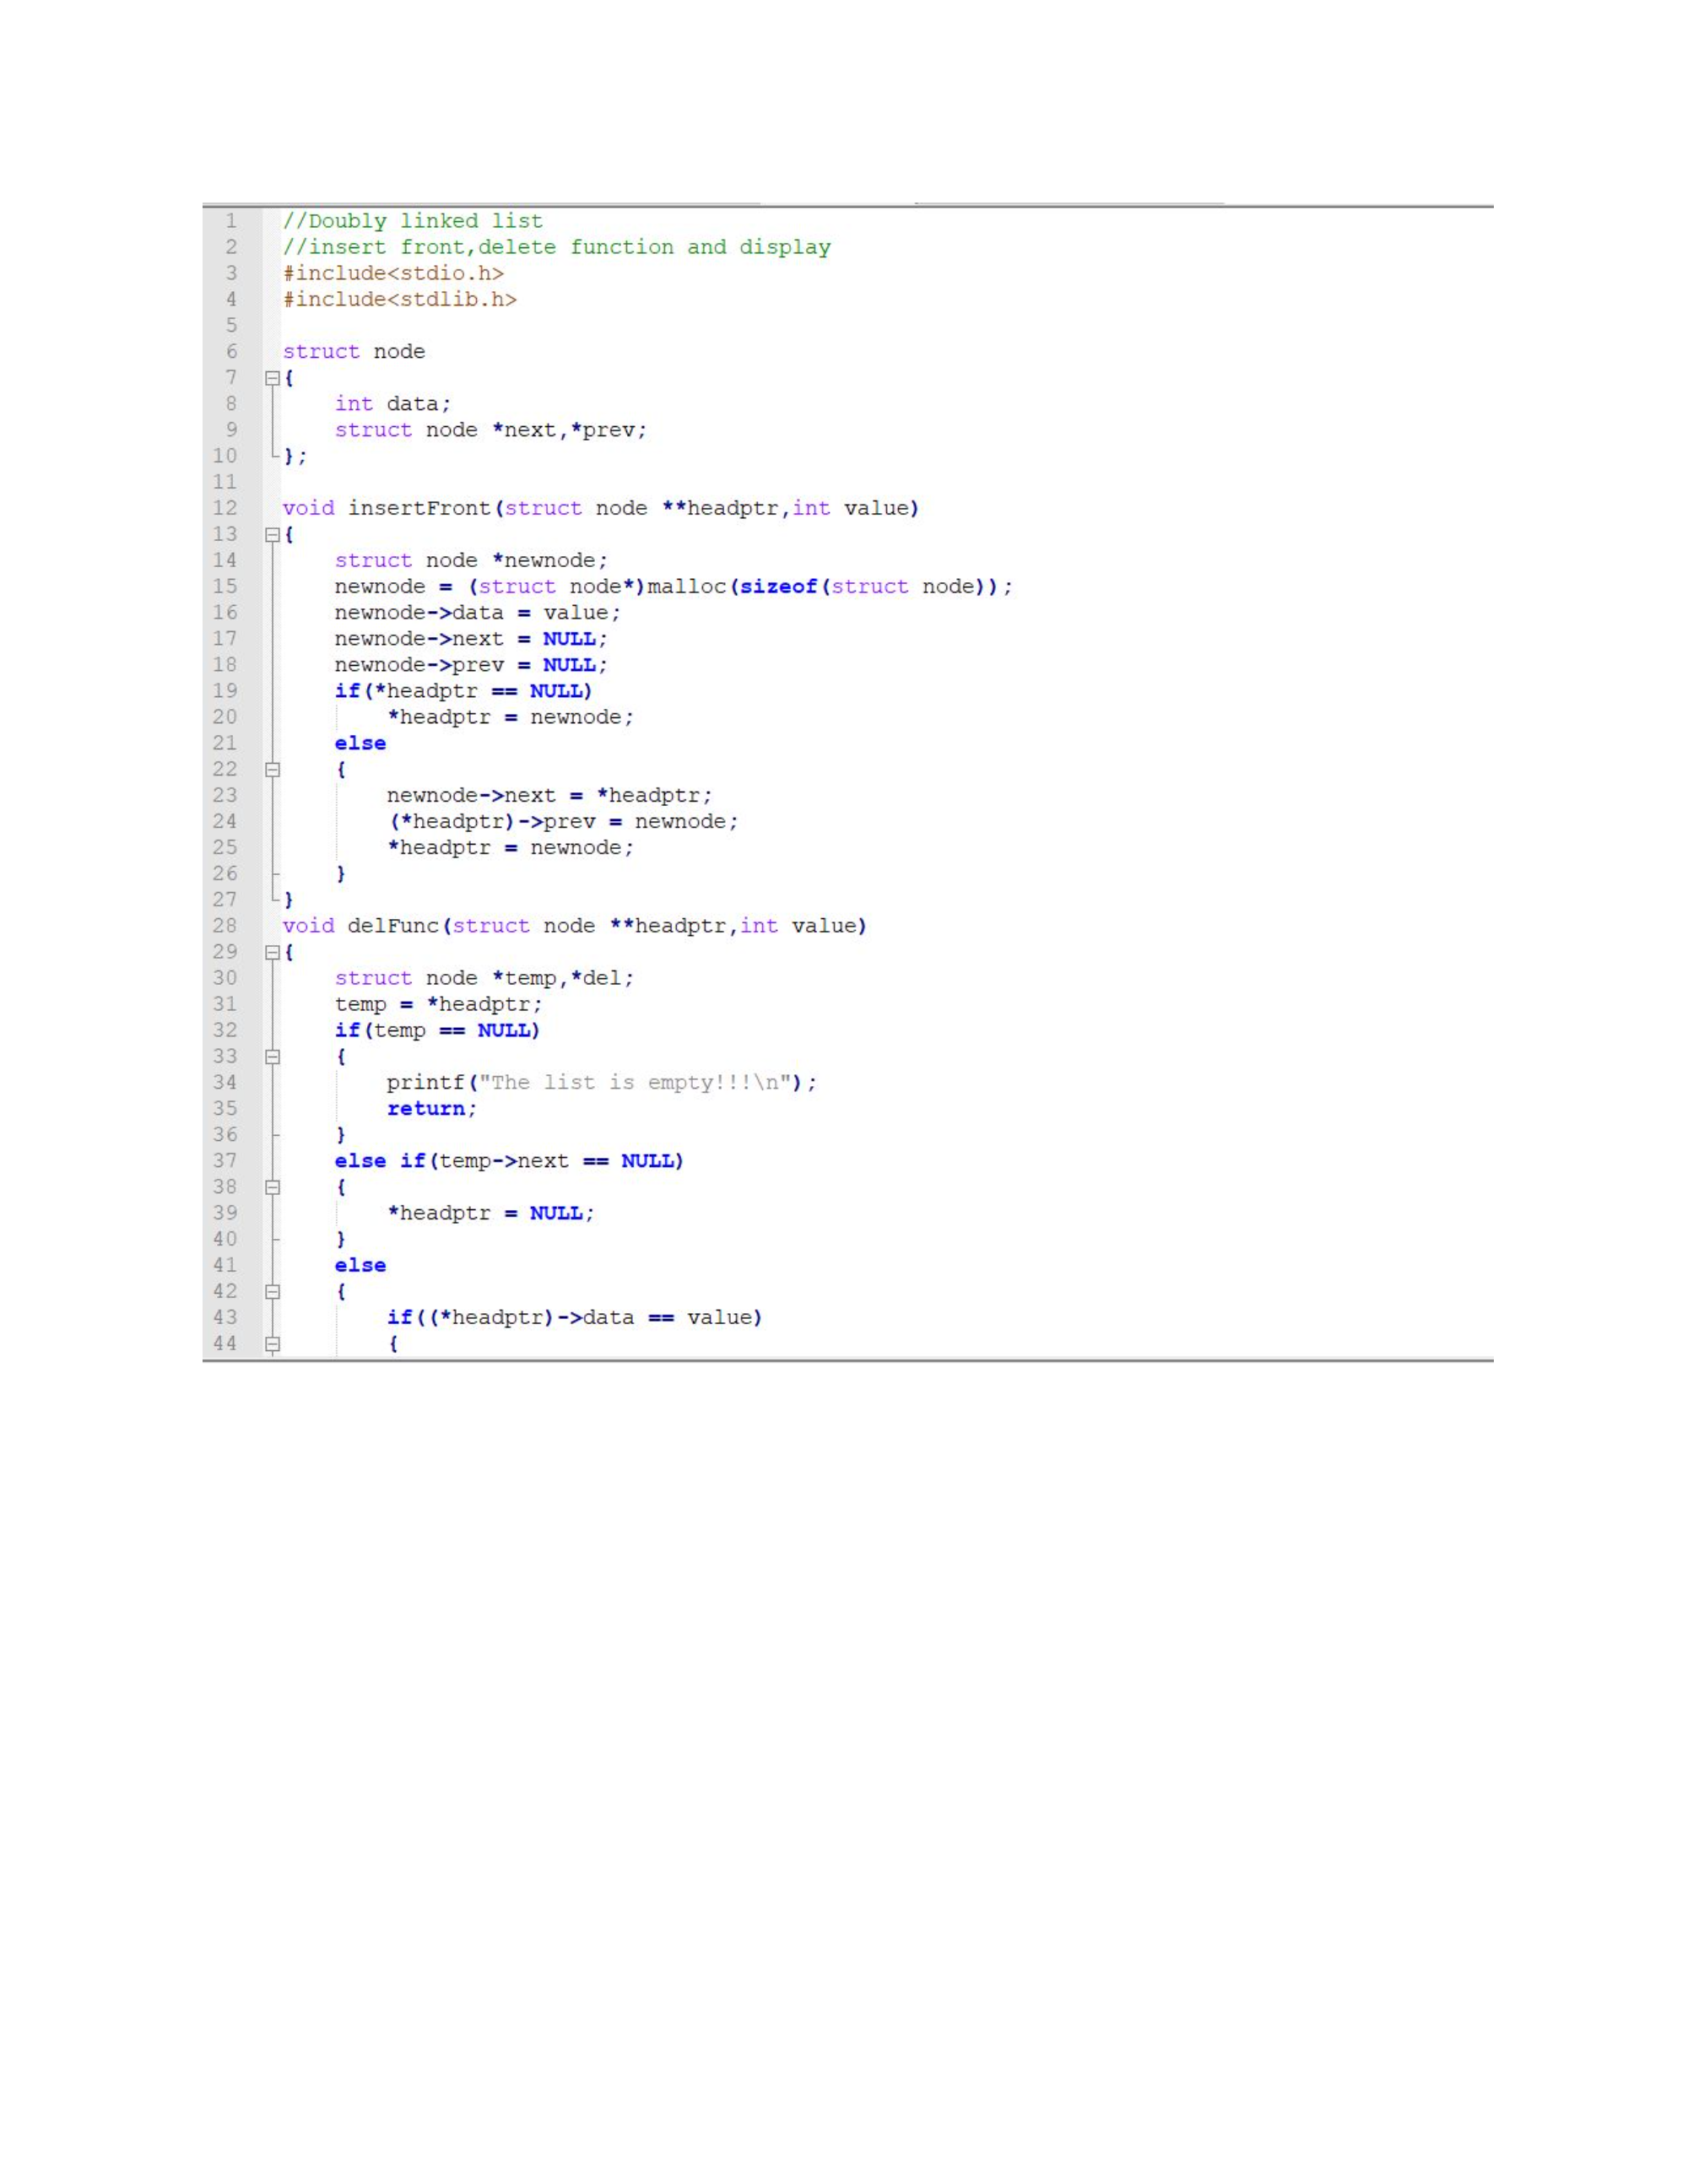 1 //Doubly linked list
2 //insert front,delete function and display
3 #include<stdio.h>
4 #include<stdlib.h>
5
6 struct node
7 {
8     int data;
9     struct node *next,*prev;
10 };
11
12 void insertFront(struct node **headptr,int value)
13 {
14     struct node *newnode;
15     newnode = (struct node*)malloc(sizeof(struct node));
16     newnode->data = value;
17     newnode->next = NULL;
18     newnode->prev = NULL;
19     if(*headptr == NULL)
20         *headptr = newnode;
21     else
22     {
23         newnode->next = *headptr;
24         (*headptr)->prev = newnode;
25         *headptr = newnode;
26     }
27 }
28 void delFunc(struct node **headptr,int value)
29 {
30     struct node *temp,*del;
31     temp = *headptr;
32     if(temp == NULL)
33     {
34         printf("The list is empty!!!\n");
35         return;
36     }
37     else if(temp->next == NULL)
38     {
39         *headptr = NULL;
40     }
41     else
42     {
43         if((*headptr)->data == value)
44         {